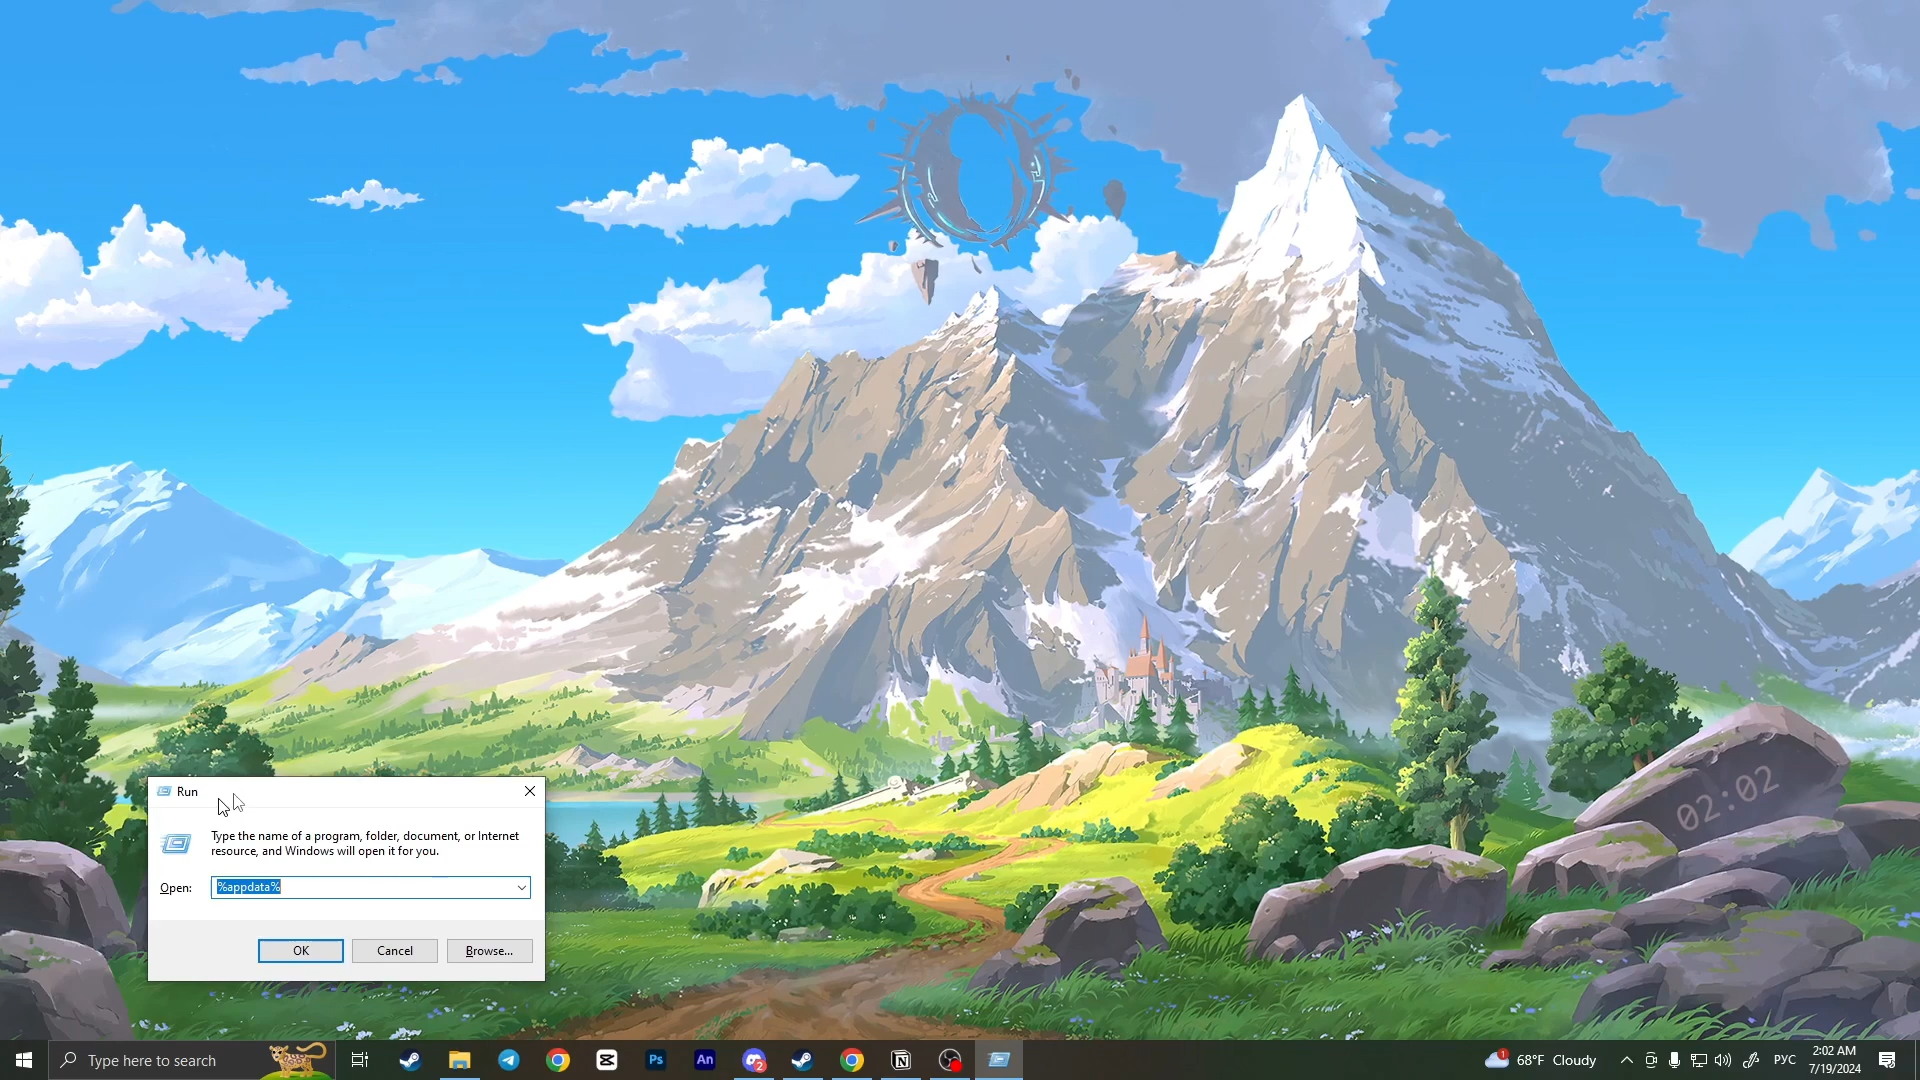 02:02
Run
Type the name of a program, folder, document, or Internet
resource, and Windows will open it for you.
Open:
%appdata%
OK
Cancel
Browse...
Type here to search
Ps
An
2
1
68°F Cloudy
РУС
2:02 AM
7/19/2024